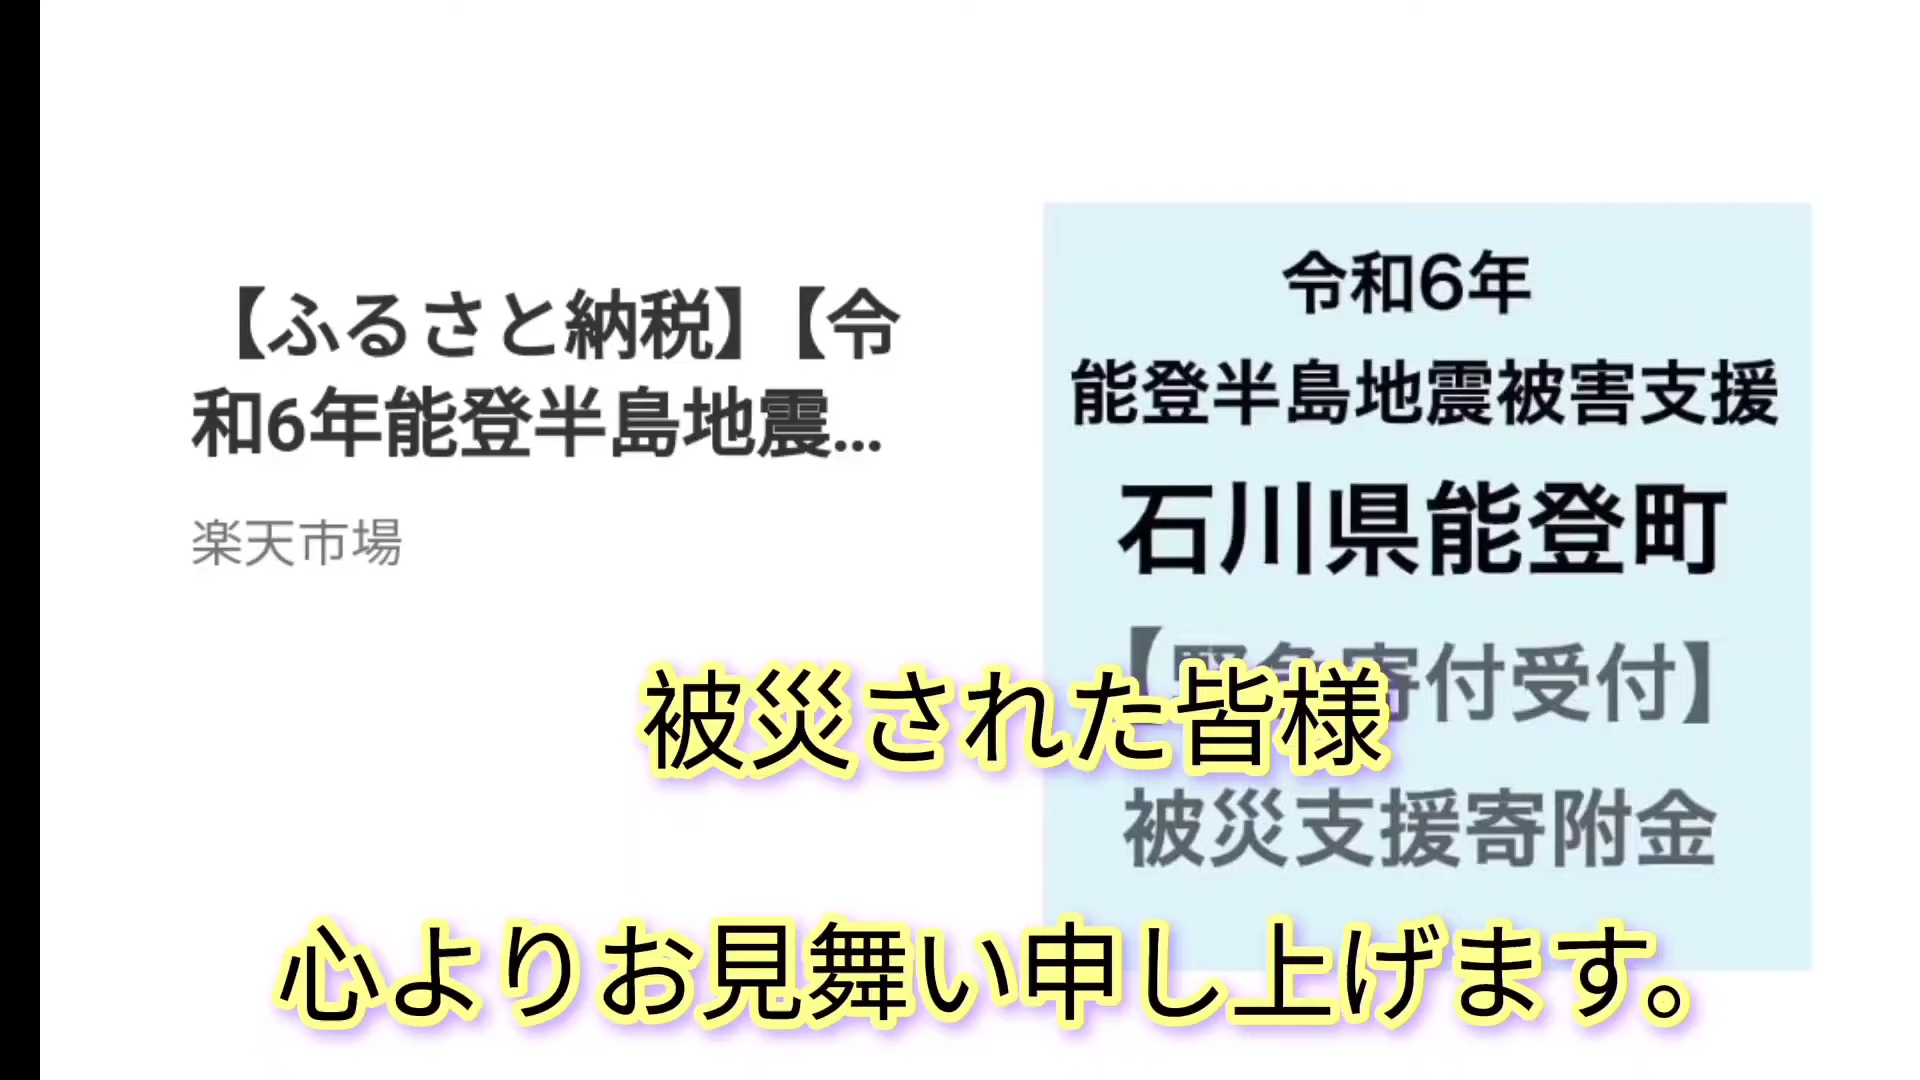 【ふるさと納税】【令
和6年能登半島地震...
楽天市場
令和6年
能登半島地震被害支援
石川県能登町
【緊急寄付受付】
被災支援寄附金
被災された皆様
心よりお見舞い申し上げます。